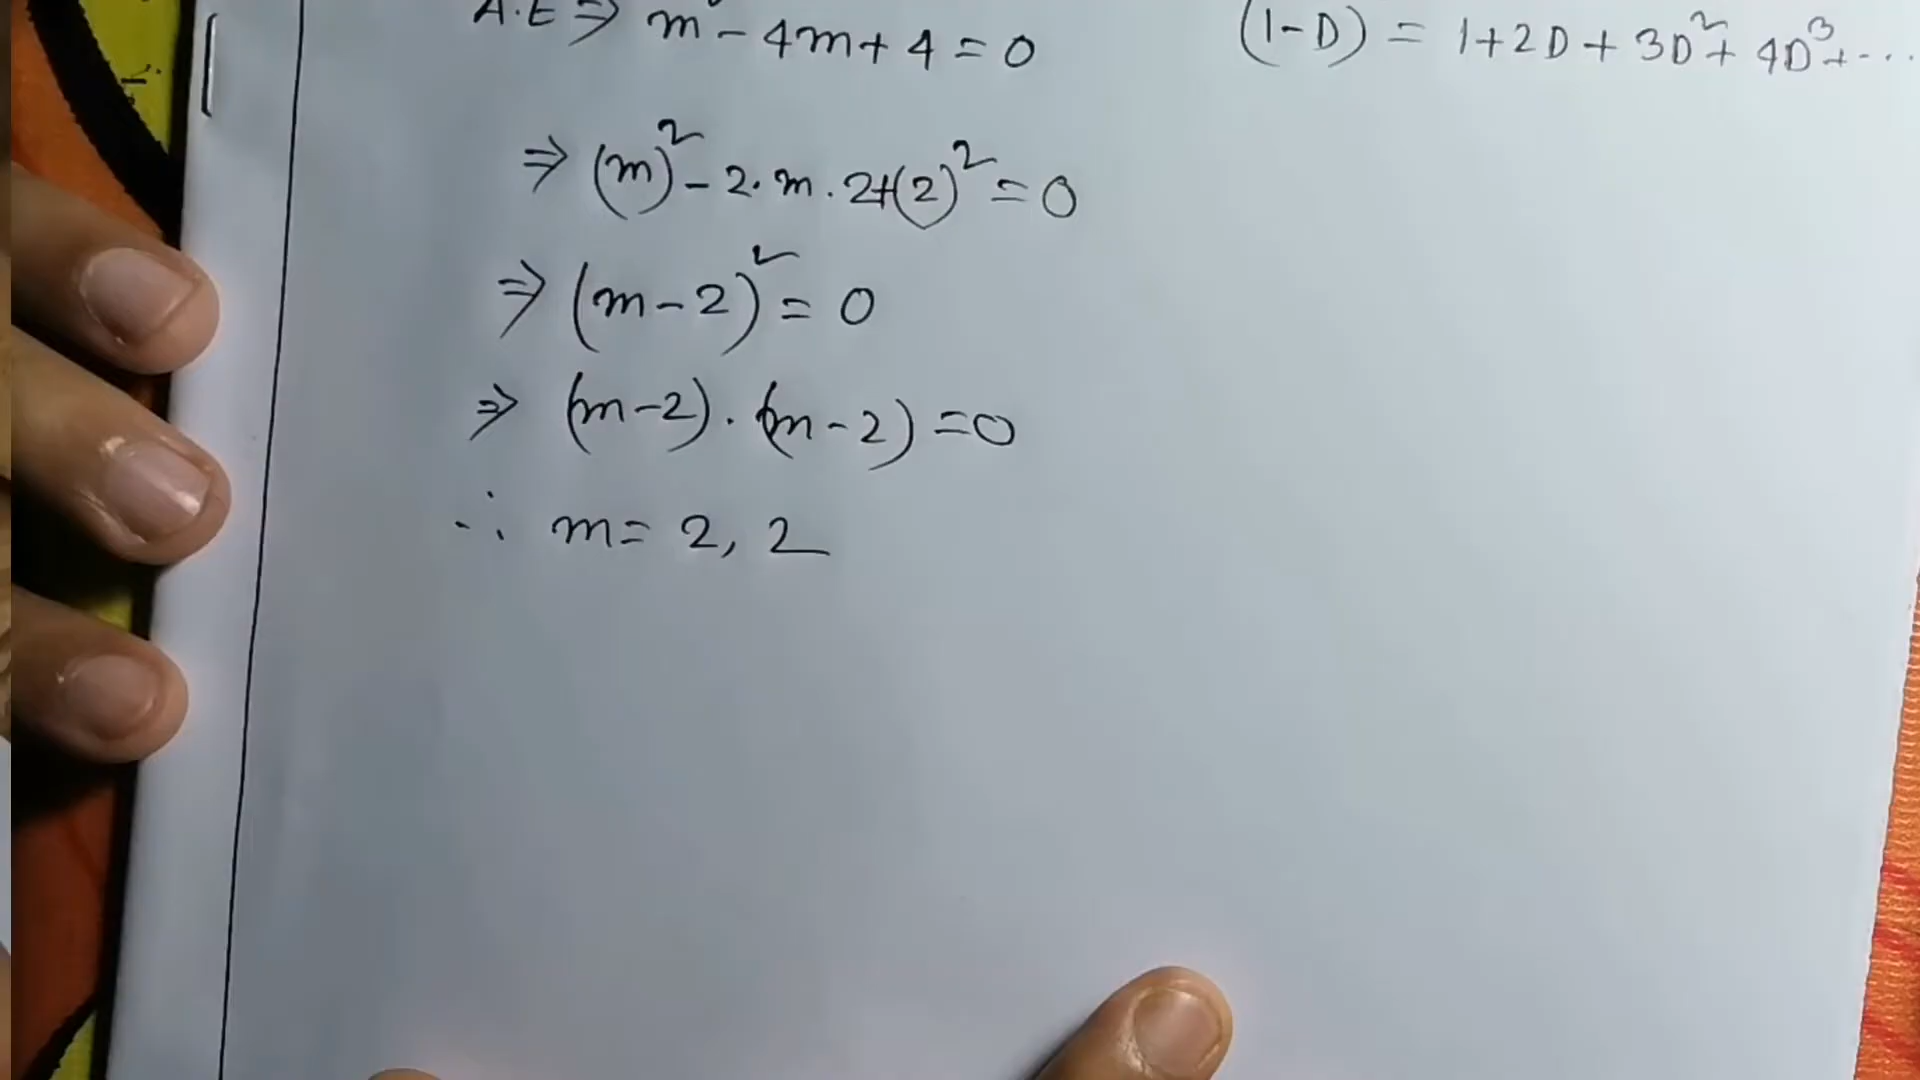 A.E ⇒ m² - 4m + 4 = 0
(1-D) = 1+2D+3D²+4D³+...
⇒ (m)² - 2.m.2+(2)² = 0
⇒ (m-2)² = 0
⇒ (m-2).(m-2) = 0
∴ m = 2, 2